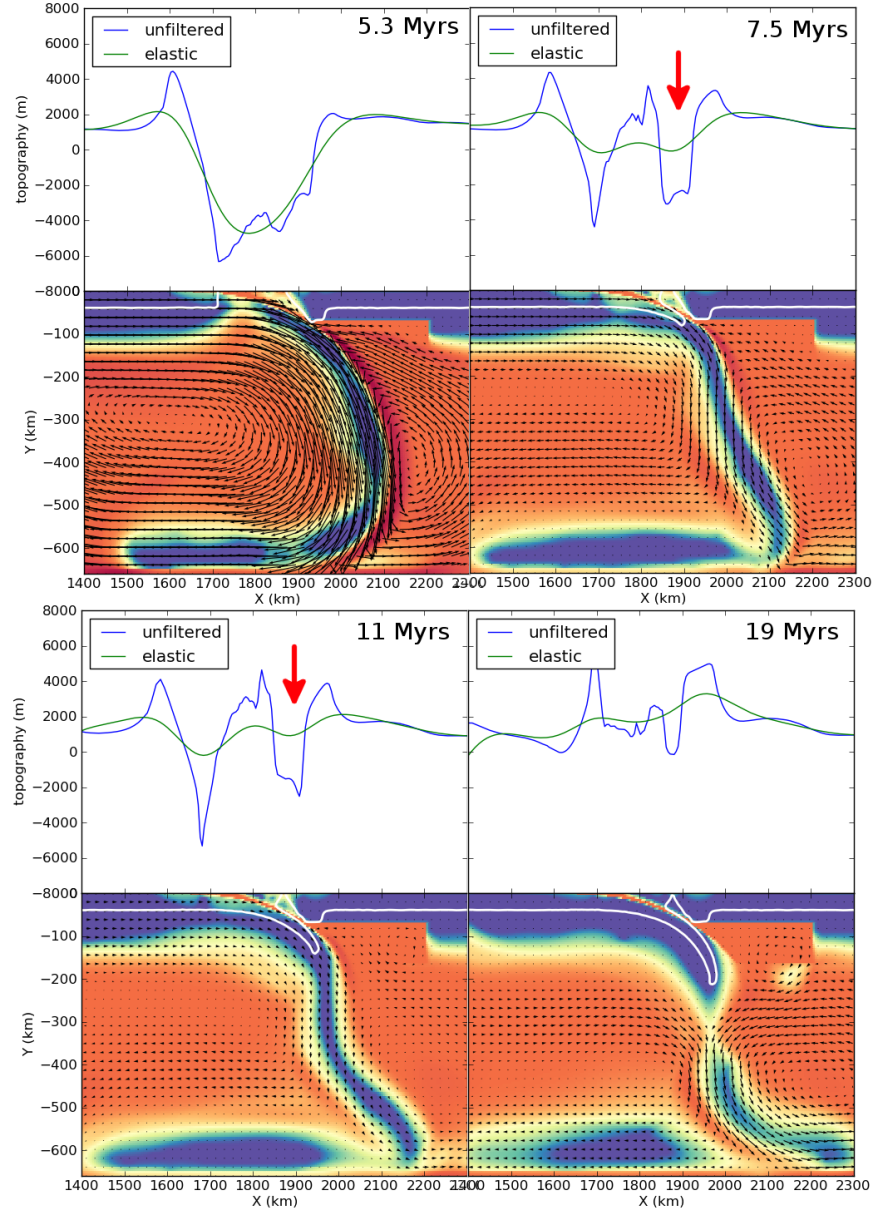 8000
6000
4000
2000
0
−2000
−4000
−6000
−8000
topography (m)
unfiltered
elastic
5.3 Myrs
unfiltered
elastic
7.5 Myrs
0
−100
−200
−300
−400
−500
−600
Y (km)
1400 1500 1600 1700 1800 1900 2000 2100 2200
X (km)
1400 1500 1600 1700 1800 1900 2000 2100 2200 2300
X (km)
8000
6000
4000
2000
0
−2000
−4000
−6000
−8000
topography (m)
unfiltered
elastic
11 Myrs
unfiltered
elastic
19 Myrs
0
−100
−200
−300
−400
−500
−600
Y (km)
1400 1500 1600 1700 1800 1900 2000 2100 2200
X (km)
1400 1500 1600 1700 1800 1900 2000 2100 2200 2300
X (km)